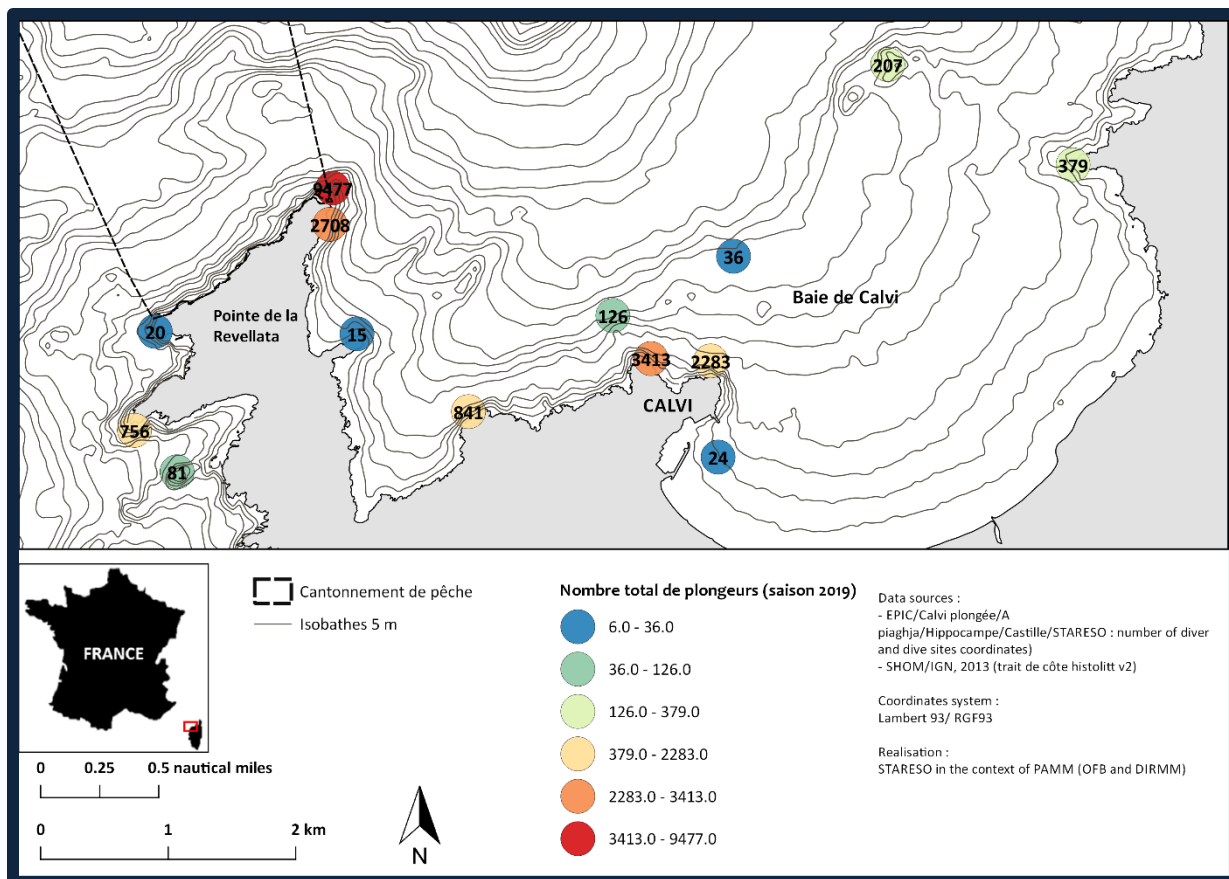 207
379
9477
2708
36
Baie de Calvi
126
Pointe de la
Revellata
20
15
3413
2283
CALVI
841
756
24
81
FRANCE
0 0.25 0.5 nautical miles
0 1 2 km
Cantonnement de pêche
Isobathes 5 m
N
Nombre total de plongeurs (saison 2019)
6.0 - 36.0
36.0 - 126.0
126.0 - 379.0
379.0 - 2283.0
2283.0 - 3413.0
3413.0 - 9477.0
Data sources :
- EPIC/Calvi plongée/A
piaghja/Hippocampe/Castille/STARESO : number of diver
and dive sites coordinates)
- SHOM/IGN, 2013 (trait de côte histolitt v2)
Coordinates system :
Lambert 93/ RGF93
Realisation :
STARESO in the context of PAMM (OFB and DIRMM)